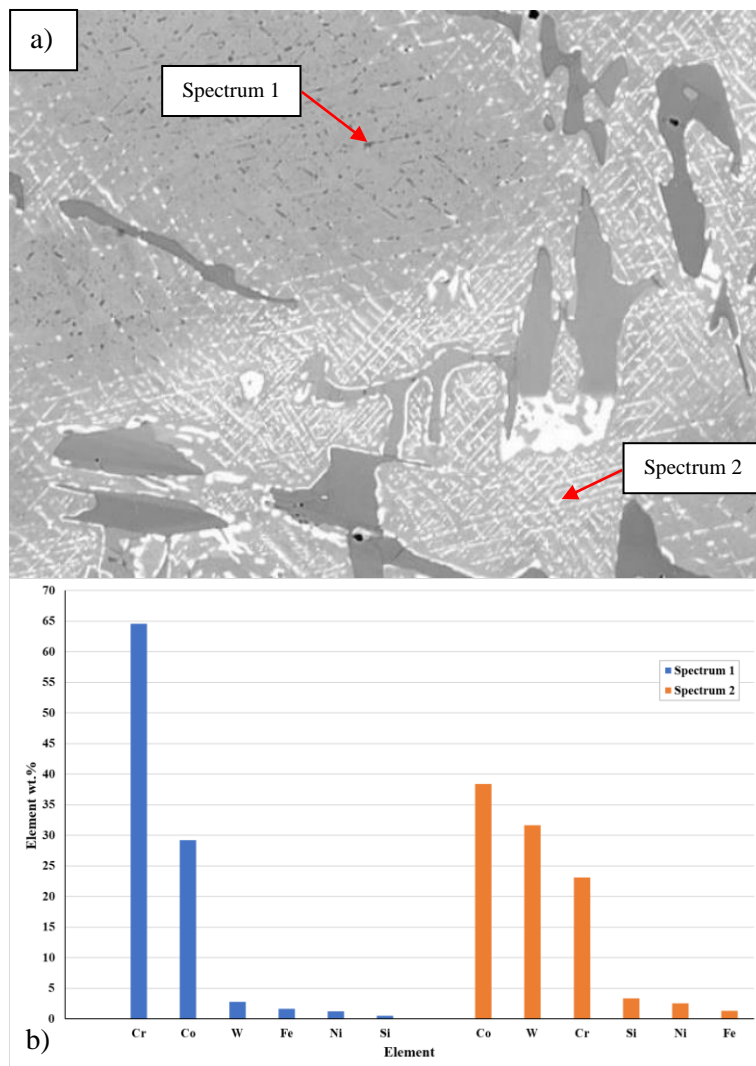 a)
Spectrum 1
Spectrum 2
70
65
60
55
50
45
40
35
30
25
20
15
10
5
0
Element wt.%
Spectrum 1
Spectrum 2
Cr Co W Fe Ni Si Co W Cr Si Ni Fe
Element
b)